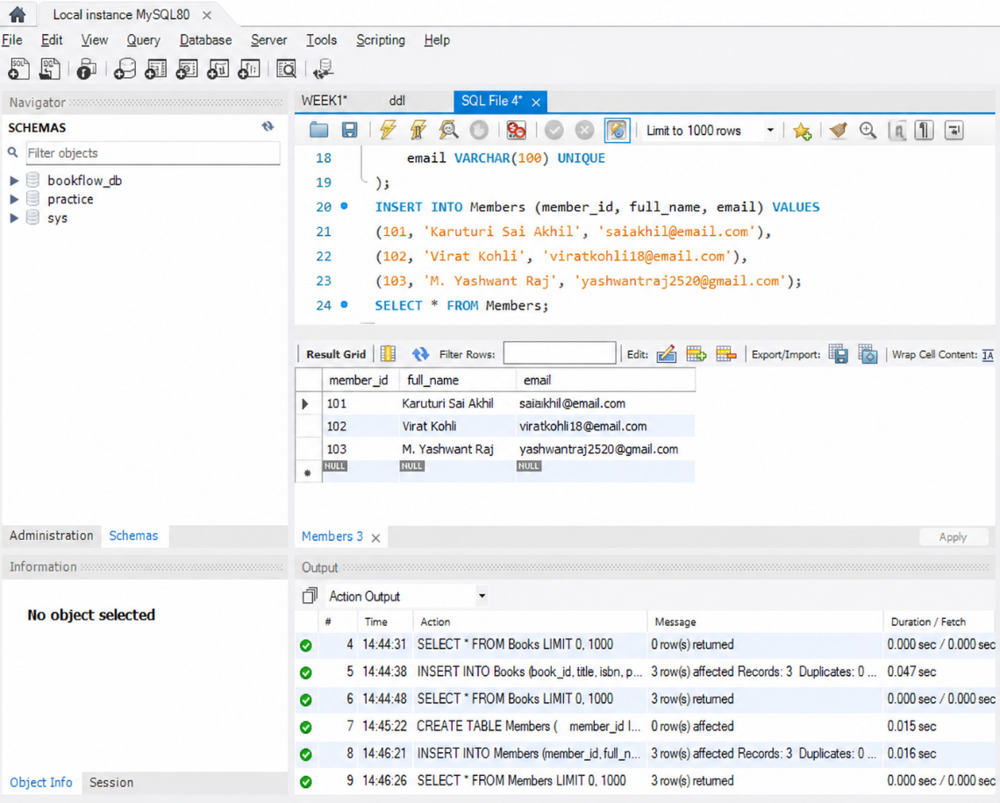 Local instance MySQL80
File Edit View Query Database Server Tools Scripting Help
Navigator
SCHEMAS
Filter objects
bookflow_db
practice
sys
Administration Schemas
Information
No object selected
Object Info Session
WEEK1* ddl SQL File 4*
Limit to 1000 rows
18 email VARCHAR(100) UNIQUE
19 );
20 INSERT INTO Members (member_id, full_name, email) VALUES
21 (101, 'Karuturi Sai Akhil', 'saiakhil@email.com'),
22 (102, 'Virat Kohli', 'viratkohli18@email.com'),
23 (103, 'M. Yashwant Raj', 'yashwantraj2520@gmail.com');
24 SELECT * FROM Members;
Result Grid Filter Rows: Edit: Export/Import: Wrap Cell Content: IA
member_id full_name email
101 Karuturi Sai Akhil saiakhil@email.com
102 Virat Kohli viratkohli18@email.com
103 M. Yashwant Raj yashwantraj2520@gmail.com
NULL NULL NULL
Members 3 Apply
Output
Action Output
# Time Action Message Duration / Fetch
4 14:44:31 SELECT * FROM Books LIMIT 0, 1000 0 row(s) returned 0.000 sec / 0.000 sec
5 14:44:38 INSERT INTO Books (book_id, title, isbn, p... 3 row(s) affected Records: 3 Duplicates: 0 ... 0.047 sec
6 14:44:48 SELECT * FROM Books LIMIT 0, 1000 3 row(s) returned 0.000 sec / 0.000 sec
7 14:45:22 CREATE TABLE Members ( member_id I... 0 row(s) affected 0.015 sec
8 14:46:21 INSERT INTO Members (member_id, full_n... 3 row(s) affected Records: 3 Duplicates: 0 ... 0.016 sec
9 14:46:26 SELECT * FROM Members LIMIT 0, 1000 3 row(s) returned 0.000 sec / 0.000 sec